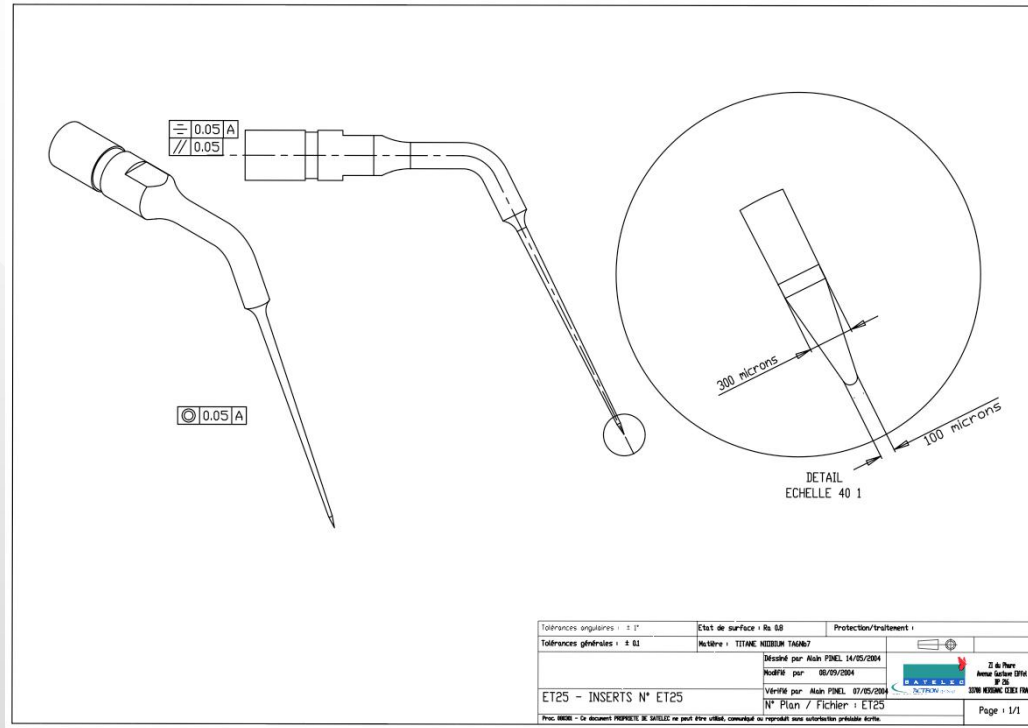 0.05 A
// 0.05
0.05 A
300 microns
100 microns
DETAIL
ECHELLE 40 1
Tolérances angulaires : ± 1°
Etat de surface : Ra 0.8
Protection/traitement :
Tolérances générales : ± 0.1
Matière : TITANE NIOBIUM TA6Nb7
Déssiné par Alain PINEL 14/05/2004
Modifié par 08/09/2004
Vérifié par Alain PINEL 07/05/2004
SATELEC
ACTEON
ZI du Phare
Avenue Gustave Eiffel
33708 MERIGNAC CEDEX
ET25 - INSERTS N° ET25
N° Plan / Fichier : ET25
Page : 1/1
Ce document PROPRIETE DE SATELEC ne peut être utilisé, communiqué ou reproduit sans autorisation préalable écrite.